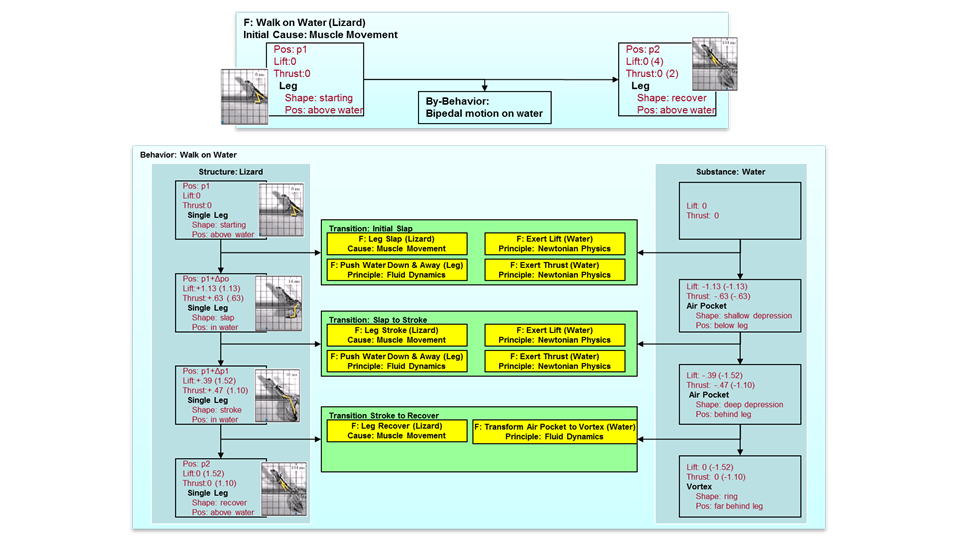 F: Walk on Water (Lizard)
Initial Cause: Muscle Movement
Pos: p1
Lift:0
Thrust:0
Leg
Shape: starting
Pos: above water
By-Behavior:
Bipedal motion on water
Pos: p2
Lift:0 (4)
Thrust:0 (2)
Leg
Shape: recover
Pos: above water
Behavior: Walk on Water
Structure: Lizard
Pos: p1
Lift:0
Thrust:0
Single Leg
Shape: starting
Pos: above water
Pos: p1+Δpo
Lift:+1.13 (1.13)
Thrust:+.63 (.63)
Single Leg
Shape: slap
Pos: in water
Pos: p1+Δp1
Lift:+.39 (1.52)
Thrust:+.47 (1.10)
Single Leg
Shape: stroke
Pos: in water
Pos: p2
Lift:0 (1.52)
Thrust:0 (1.10)
Single Leg
Shape: recover
Pos: above water
Transition: Initial Slap
F: Leg Slap (Lizard)
Cause: Muscle Movement
F: Exert Lift (Water)
Principle: Newtonian Physics
F: Push Water Down & Away (Leg)
Principle: Fluid Dynamics
F: Exert Thrust (Water)
Principle: Newtonian Physics
Transition: Slap to Stroke
F: Leg Stroke (Lizard)
Cause: Muscle Movement
F: Exert Lift (Water)
Principle: Newtonian Physics
F: Push Water Down & Away (Leg)
Principle: Fluid Dynamics
F: Exert Thrust (Water)
Principle: Newtonian Physics
Transition Stroke to Recover
F: Leg Recover (Lizard)
Cause: Muscle Movement
F: Transform Air Pocket to Vortex (Water)
Principle: Fluid Dynamics
Substance: Water
Lift: 0
Thrust: 0
Lift: -1.13 (-1.13)
Thrust: -.63 (-.63)
Air Pocket
Shape: shallow depression
Pos: below leg
Lift: -.39 (-1.52)
Thrust: -.47 (-1.10)
Air Pocket
Shape: deep depression
Pos: behind leg
Lift: 0 (-1.52)
Thrust: 0 (-1.10)
Vortex
Shape: ring
Pos: far behind leg